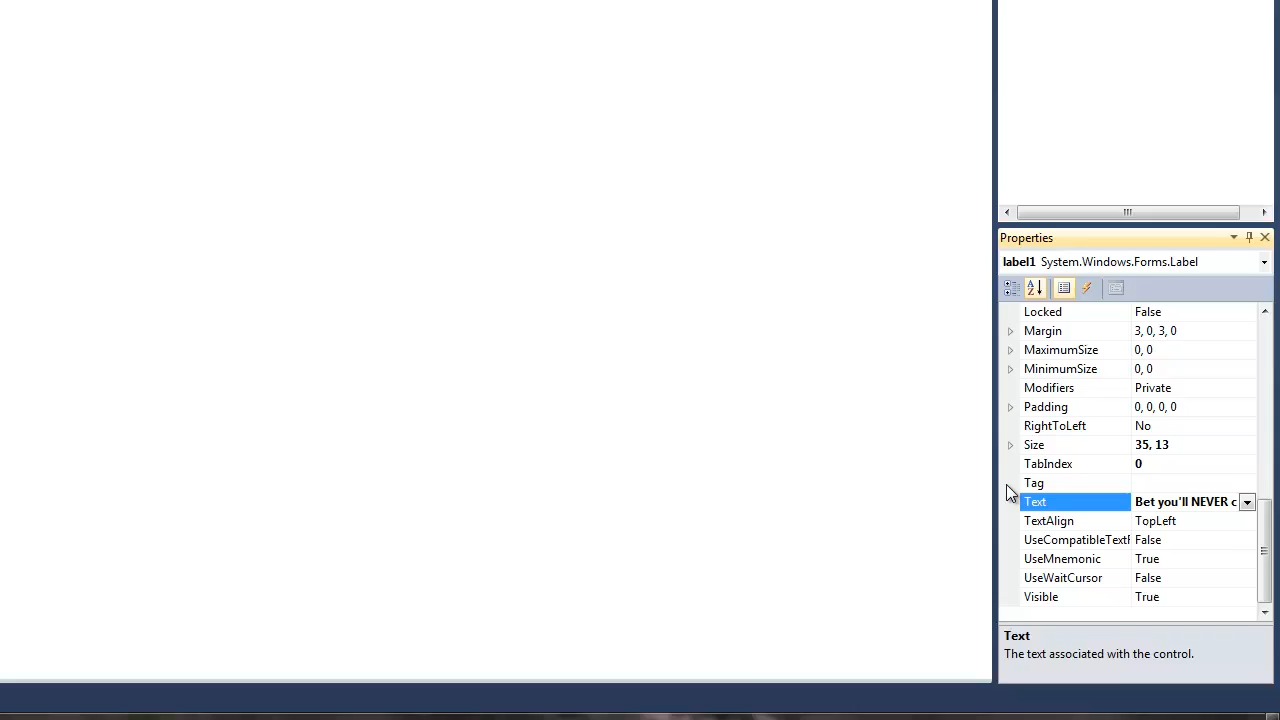 Properties
label1 System.Windows.Forms.Label
Locked False
Margin 3, 0, 3, 0
MaximumSize 0, 0
MinimumSize 0, 0
Modifiers Private
Padding 0, 0, 0, 0
RightToLeft No
Size 35, 13
TabIndex 0
Tag
Text Bet you'll NEVER c
TextAlign TopLeft
UseCompatibleTextR False
UseMnemonic True
UseWaitCursor False
Visible True
Text
The text associated with the control.